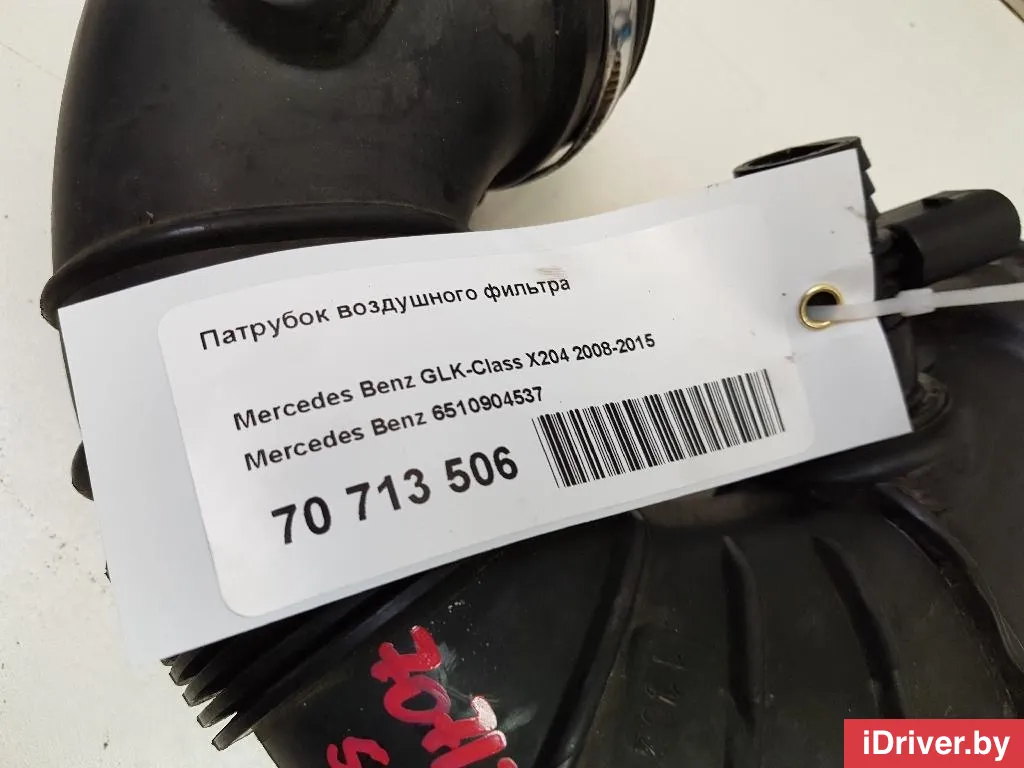 Патрубок воздушного фильтра
Mercedes Benz GLK-Class X204 2008-2015
Mercedes Benz 6510904537
70 713 506
iDriver.by